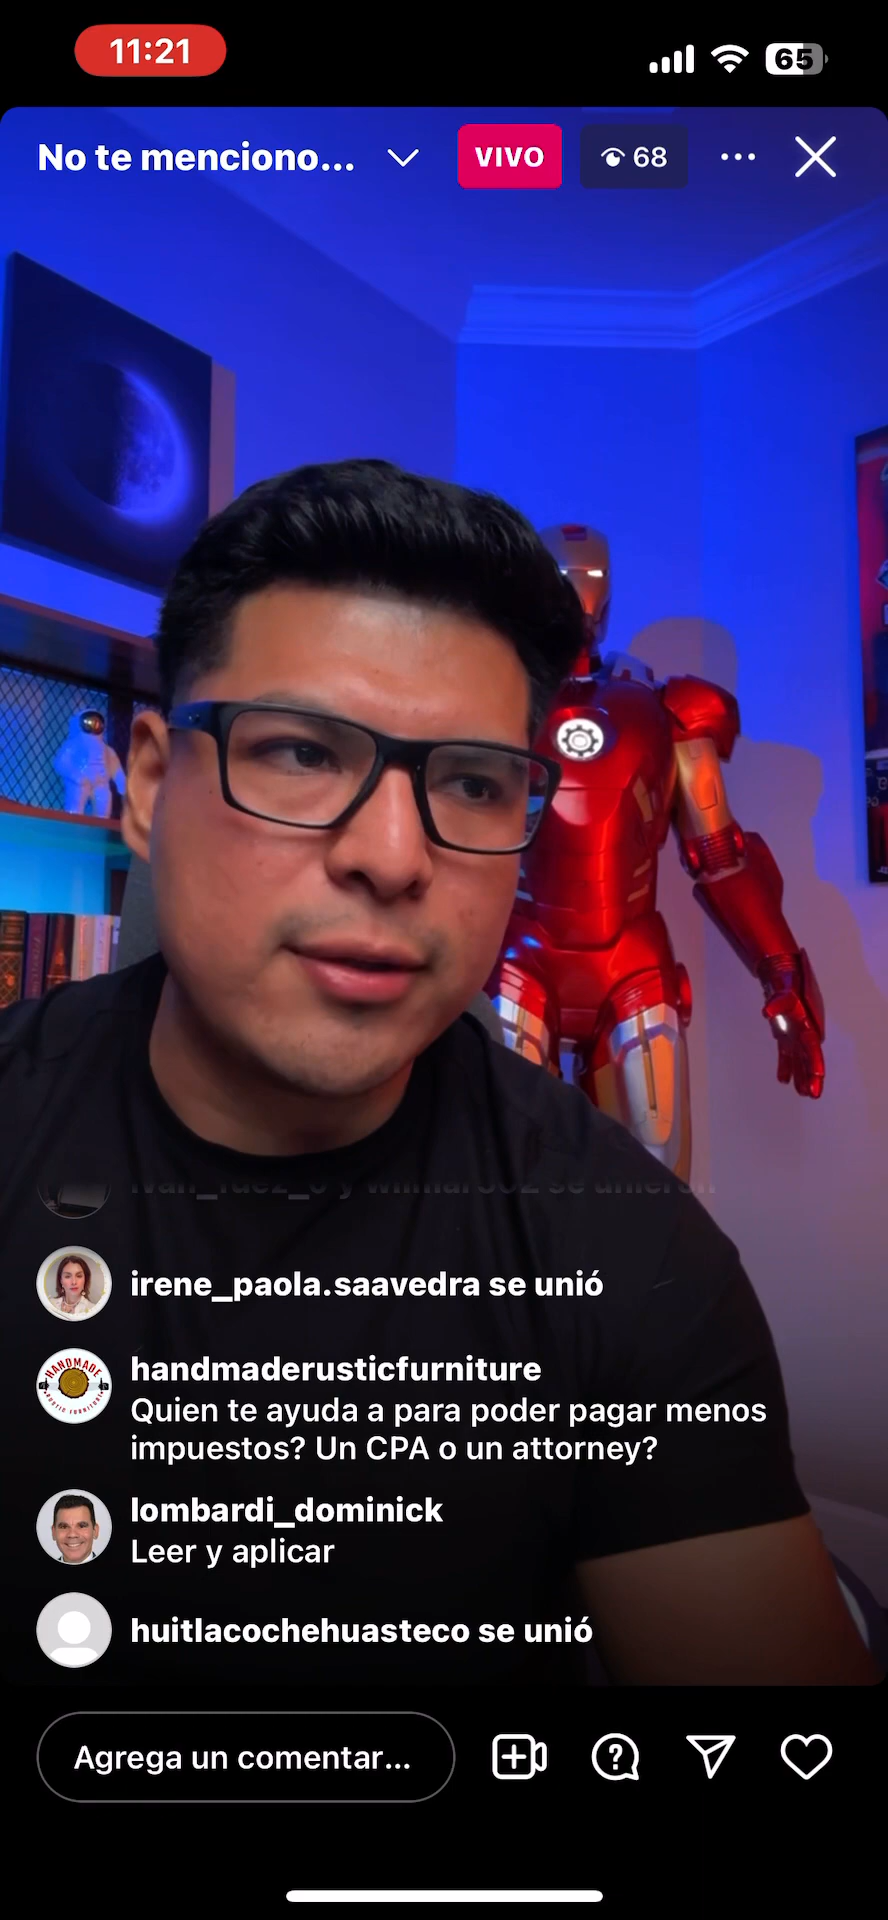 11:21
65
No te menciono...
VIVO
68
irene_paola.saavedra se unió
handmaderusticfurniture
HANDMADE
Quien te ayuda a para poder pagar menos
impuestos? Un CPA o un attorney?
lombardi_dominick
Leer y aplicar
huitlacochehuasteco se unió
Agrega un comentar...